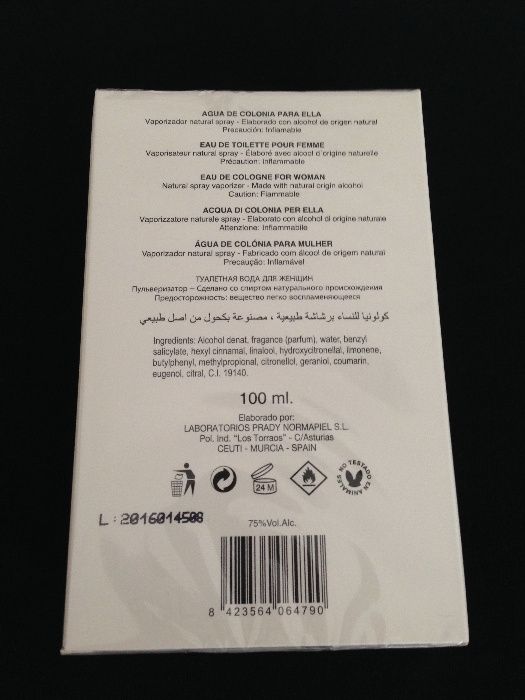 AGUA DE COLONIA PARA ELLA
Vaporizador natural spray - Elaborado con alcohol de origen natural
Precaución: Inflamable
EAU DE TOILETTE POUR FEMME
Vaporisateur natural spray - Élaboré avec alcool d´origine naturelle
Précaution: Inflammable
EAU DE COLOGNE FOR WOMAN
Natural spray vaporizer - Made with natural origin alcohol
Caution: Flammable
ACQUA DI COLONIA PER ELLA
Vaporizzatore naturale spray - Elaborato con alcohol di origine naturale
Attenzione: Inflammabile
ÁGUA DE COLÓNIA PARA MULHER
Vaporizador natural spray - Fabricado com álcool de origem natural
Precaução: Inflamável
ТУАЛЕТНАЯ ВОДА ДЛЯ ЖЕНЩИН
Пульверизатор – Сделано со спиртом натурального происхождения
Предосторожность: вещество легко воспламеняющееся
كولونيا للنساء برشاشة طبيعية ، مصنوعة بكحول من اصل طبيعي
Ingredients: Alcohol denat, fragance (parfum), water, benzyl
salicylate, hexyl cinnamal, linalool, hydroxycitronellal, limonene,
butylphenyl, methylpropional, citronellol, geraniol, coumarin,
eugenol, citral, C.I. 19140.
100 ml.
Elaborado por:
LABORATORIOS PRADY NORMAPIEL S.L.
Pol. Ind. "Los Torraos" - C/Asturias
CEUTI - MURCIA - SPAIN
24 M
NO TESTADO EN ANIMALES
L : 2016014508
75%Vol.Alc.
8 423564 064790